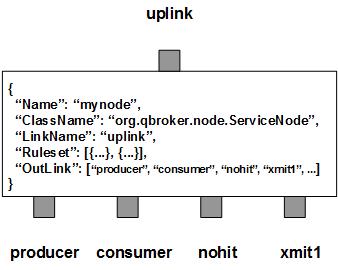 uplink
{
“Name”: “mynode”,
“ClassName”: “org.qbroker.node.ServiceNode”,
“LinkName”: “uplink”,
“Ruleset”: [{...}, {...}],
“OutLink”: [“producer”, “consumer”, “nohit”, “xmit1”, ...]
}
producer consumer nohit xmit1